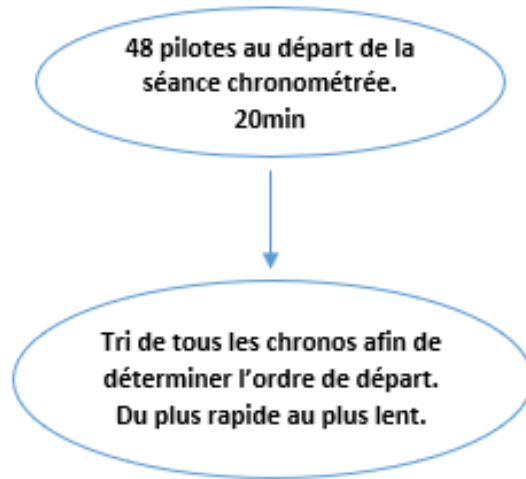 48 pilotes au départ de la
séance chronométrée.
20min
Tri de tous les chronos afin de
déterminer l’ordre de départ.
Du plus rapide au plus lent.